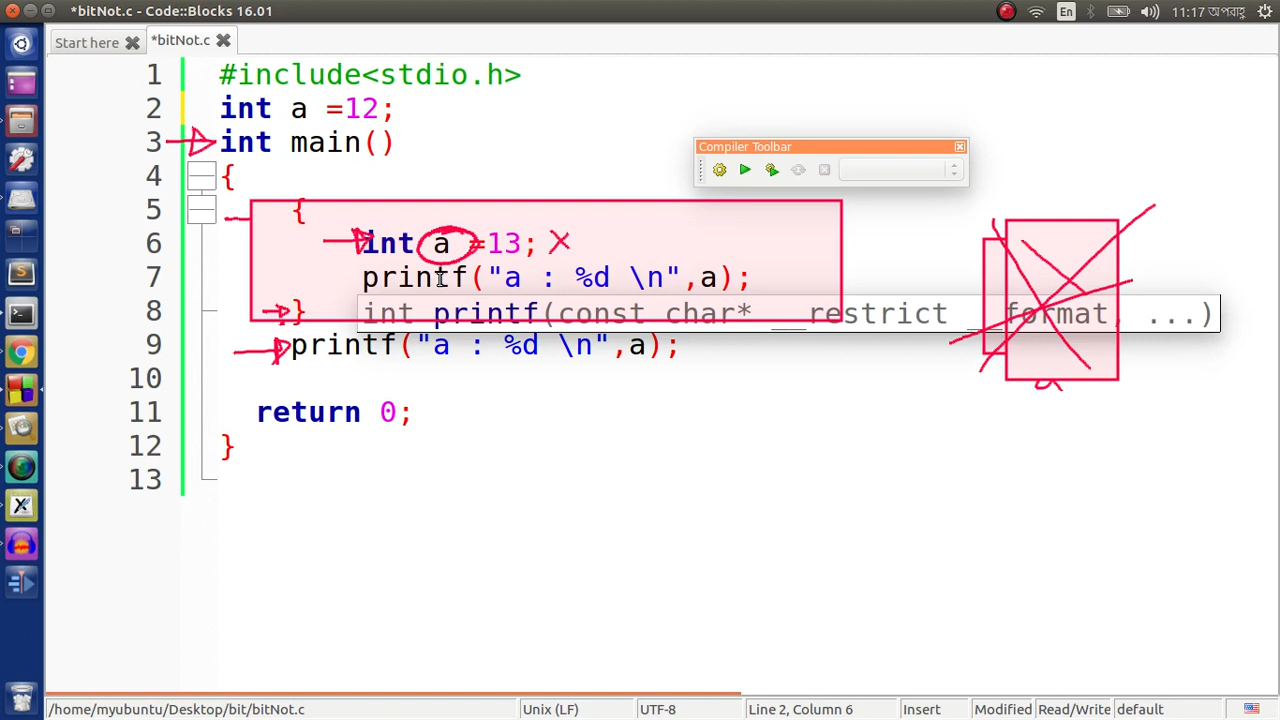 *bitNot.c - Code::Blocks 16.01
En
11:17 অপরাহ্ণ
Start here
*bitNot.c
1 #include<stdio.h>
2 int a =12;
3 int main()
4 {
5 {
6 int a =13;
7 printf("a : %d \n",a);
8 }
int printf(const char* __restrict __format, ...)
9 printf("a : %d \n",a);
10
11 return 0;
12 }
13
Compiler Toolbar
a
/home/myubuntu/Desktop/bit/bitNot.c
Unix (LF)
UTF-8
Line 2, Column 6
Insert
Modified
Read/Write
default